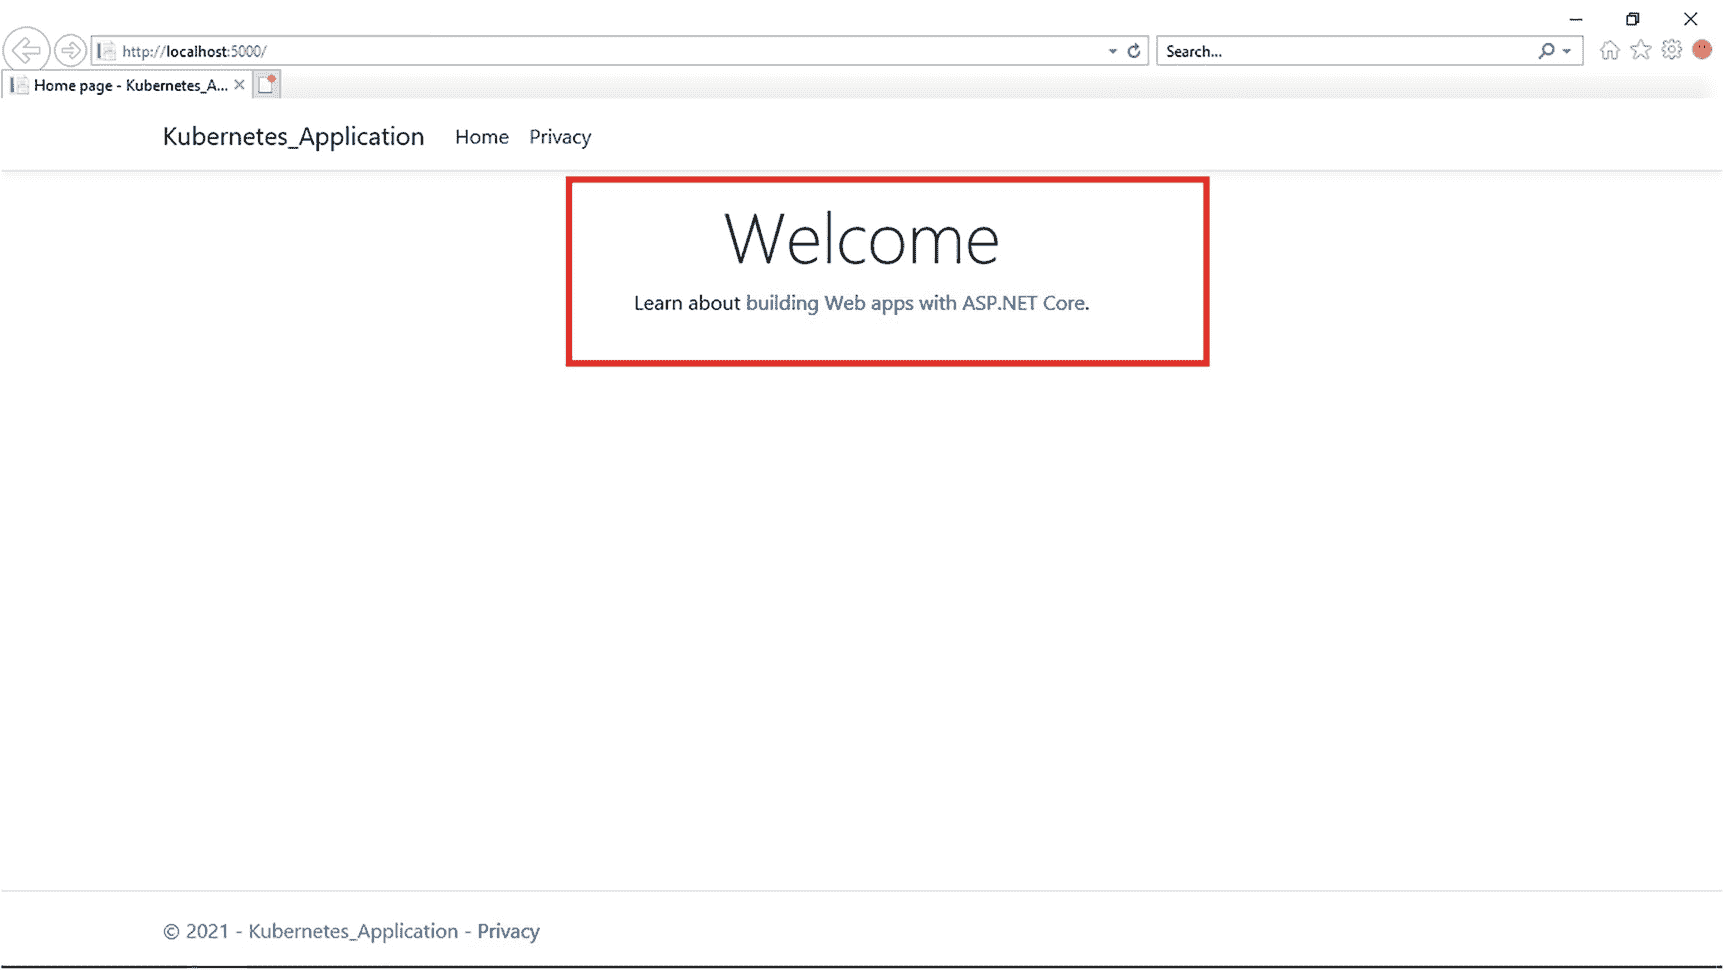 http://localhost:5000/
Search...
Home page - Kubernetes_A...
Kubernetes_Application Home Privacy
Welcome
Learn about building Web apps with ASP.NET Core.
© 2021 - Kubernetes_Application - Privacy